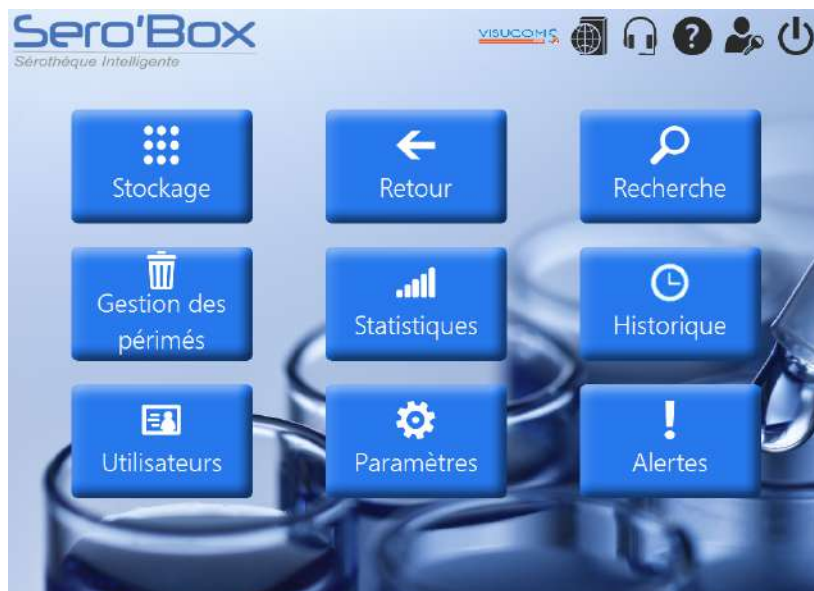 Sero'Box
Sérothèque Intelligente
VISUCOMS
Stockage
Retour
Recherche
Gestion des
périmés
Statistiques
Historique
Utilisateurs
Paramètres
Alertes